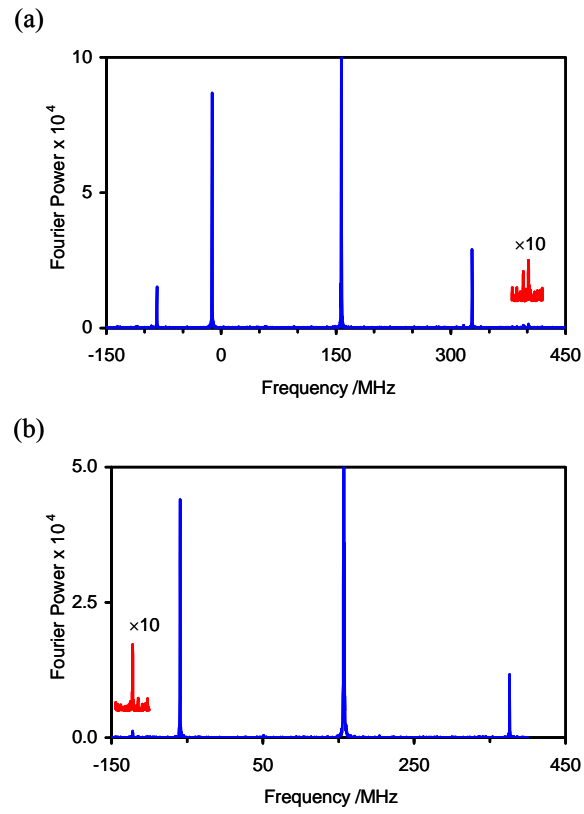 (a)
10
5
0
Fourier Power x 10⁴
×10
-150 0 150 300 450
Frequency /MHz
(b)
5.0
2.5
0.0
Fourier Power x 10⁴
×10
-150 50 250 450
Frequency /MHz